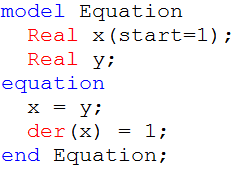 model Equation
  Real x(start=1);
  Real y;
equation
  x = y;
  der(x) = 1;
end Equation;